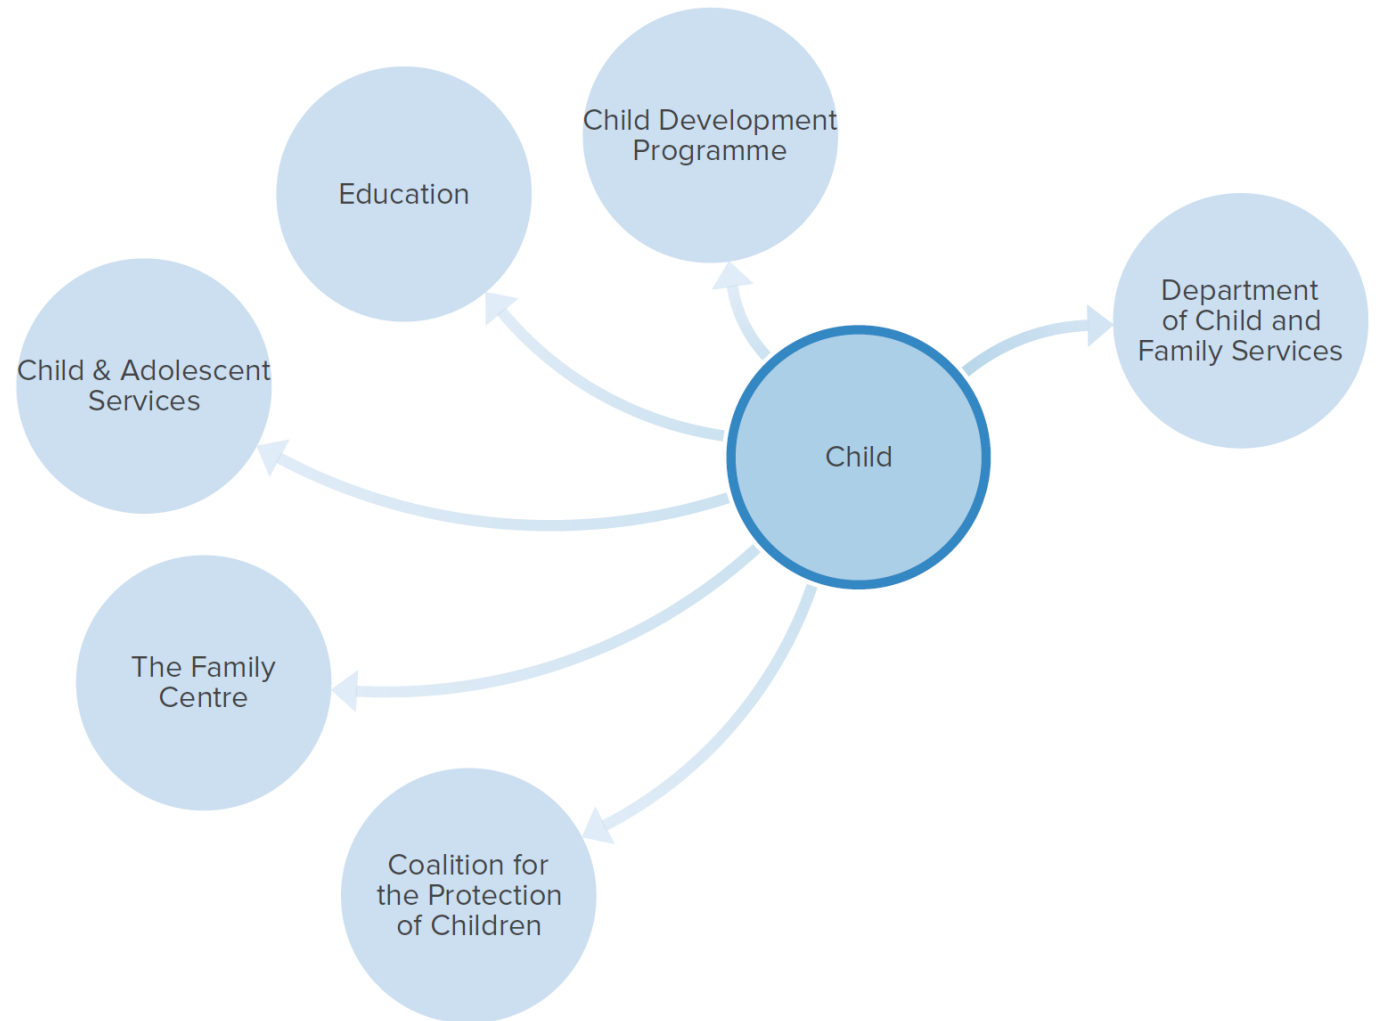 Child Development
Programme
Education
Department
of Child and
Family Services
Child & Adolescent
Services
Child
The Family
Centre
Coalition for
the Protection
of Children